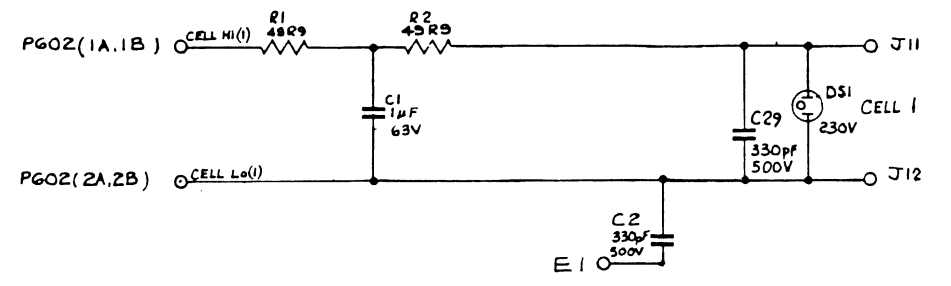 R1
49R9
R2
49R9
PG02(1A,1B)
CELL HI(1)
J11
C1
1µF
63V
C29
330pF
500V
DS1
230V
CELL 1
PG02(2A,2B)
CELL Lo(1)
J12
C2
330pF
500V
E1